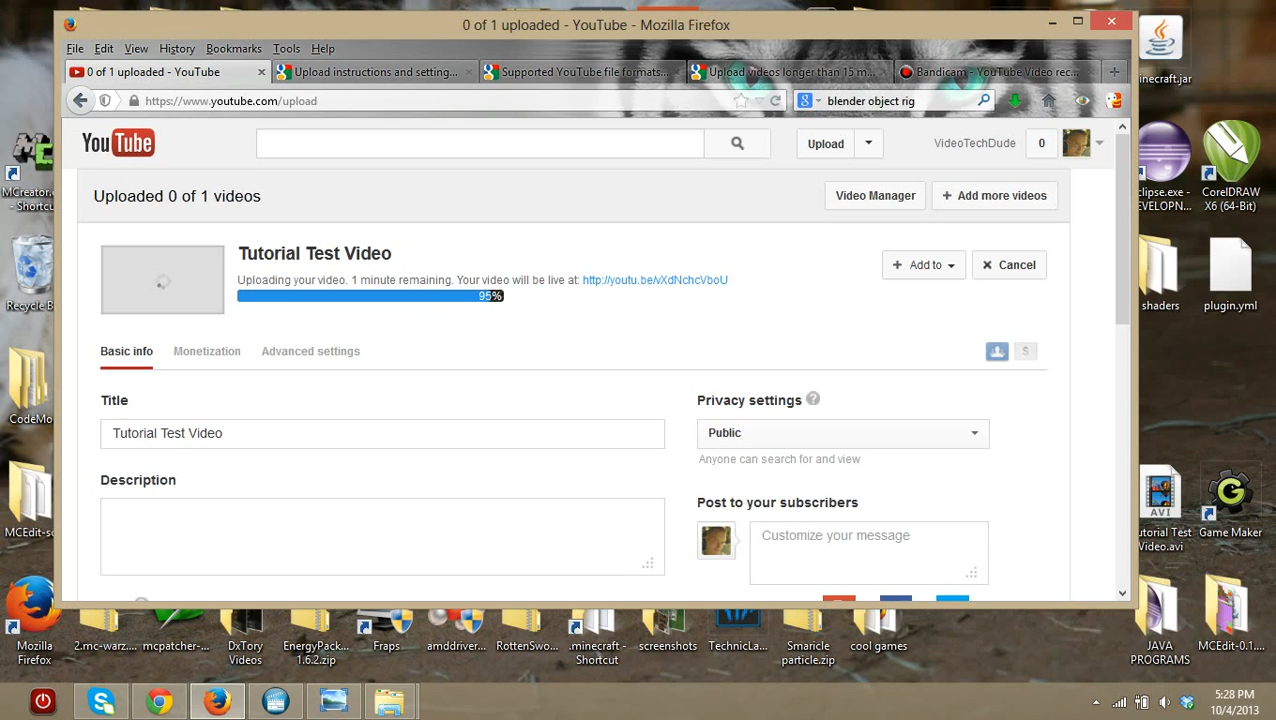 0 of 1 uploaded - YouTube - Mozilla Firefox
File Edit View History Bookmarks Tools Help
0 of 1 uploaded - YouTube
Upload instructions and setting...
Supported YouTube file formats...
Upload videos longer than 15 m...
Bandicam - YouTube Video rec...
https://www.youtube.com/upload
blender object rig
YouTube
Upload
VideoTechDude
0
Uploaded 0 of 1 videos
Video Manager
+ Add more videos
Tutorial Test Video
Uploading your video. 1 minute remaining. Your video will be live at: http://youtu.be/vXdNchcVboU
95%
+ Add to
Cancel
Basic info
Monetization
Advanced settings
$
Title
Tutorial Test Video
Description
Privacy settings
?
Public
Anyone can search for and view
Post to your subscribers
Customize your message
MCreator.e
- Shortcu
Recycle B
CodeMo
MCEdit-sc
Mozilla
Firefox
inecraft.jar
clipse.exe -
EVELOPN...
CorelDRAW
X6 (64-Bit)
shaders
plugin.yml
AVI
utorial Test
Video.avi
Game Maker
2.mc-warz....
mcpatcher-...
DxTory
Videos
EnergyPack...
1.6.2.zip
Fraps
amddriver...
RottenSwo...
.minecraft -
Shortcut
screenshots
TechnicLa...
Smaricle
particle.zip
cool games
JAVA
PROGRAMS
MCEdit-0.1....
5:28 PM
10/4/2013